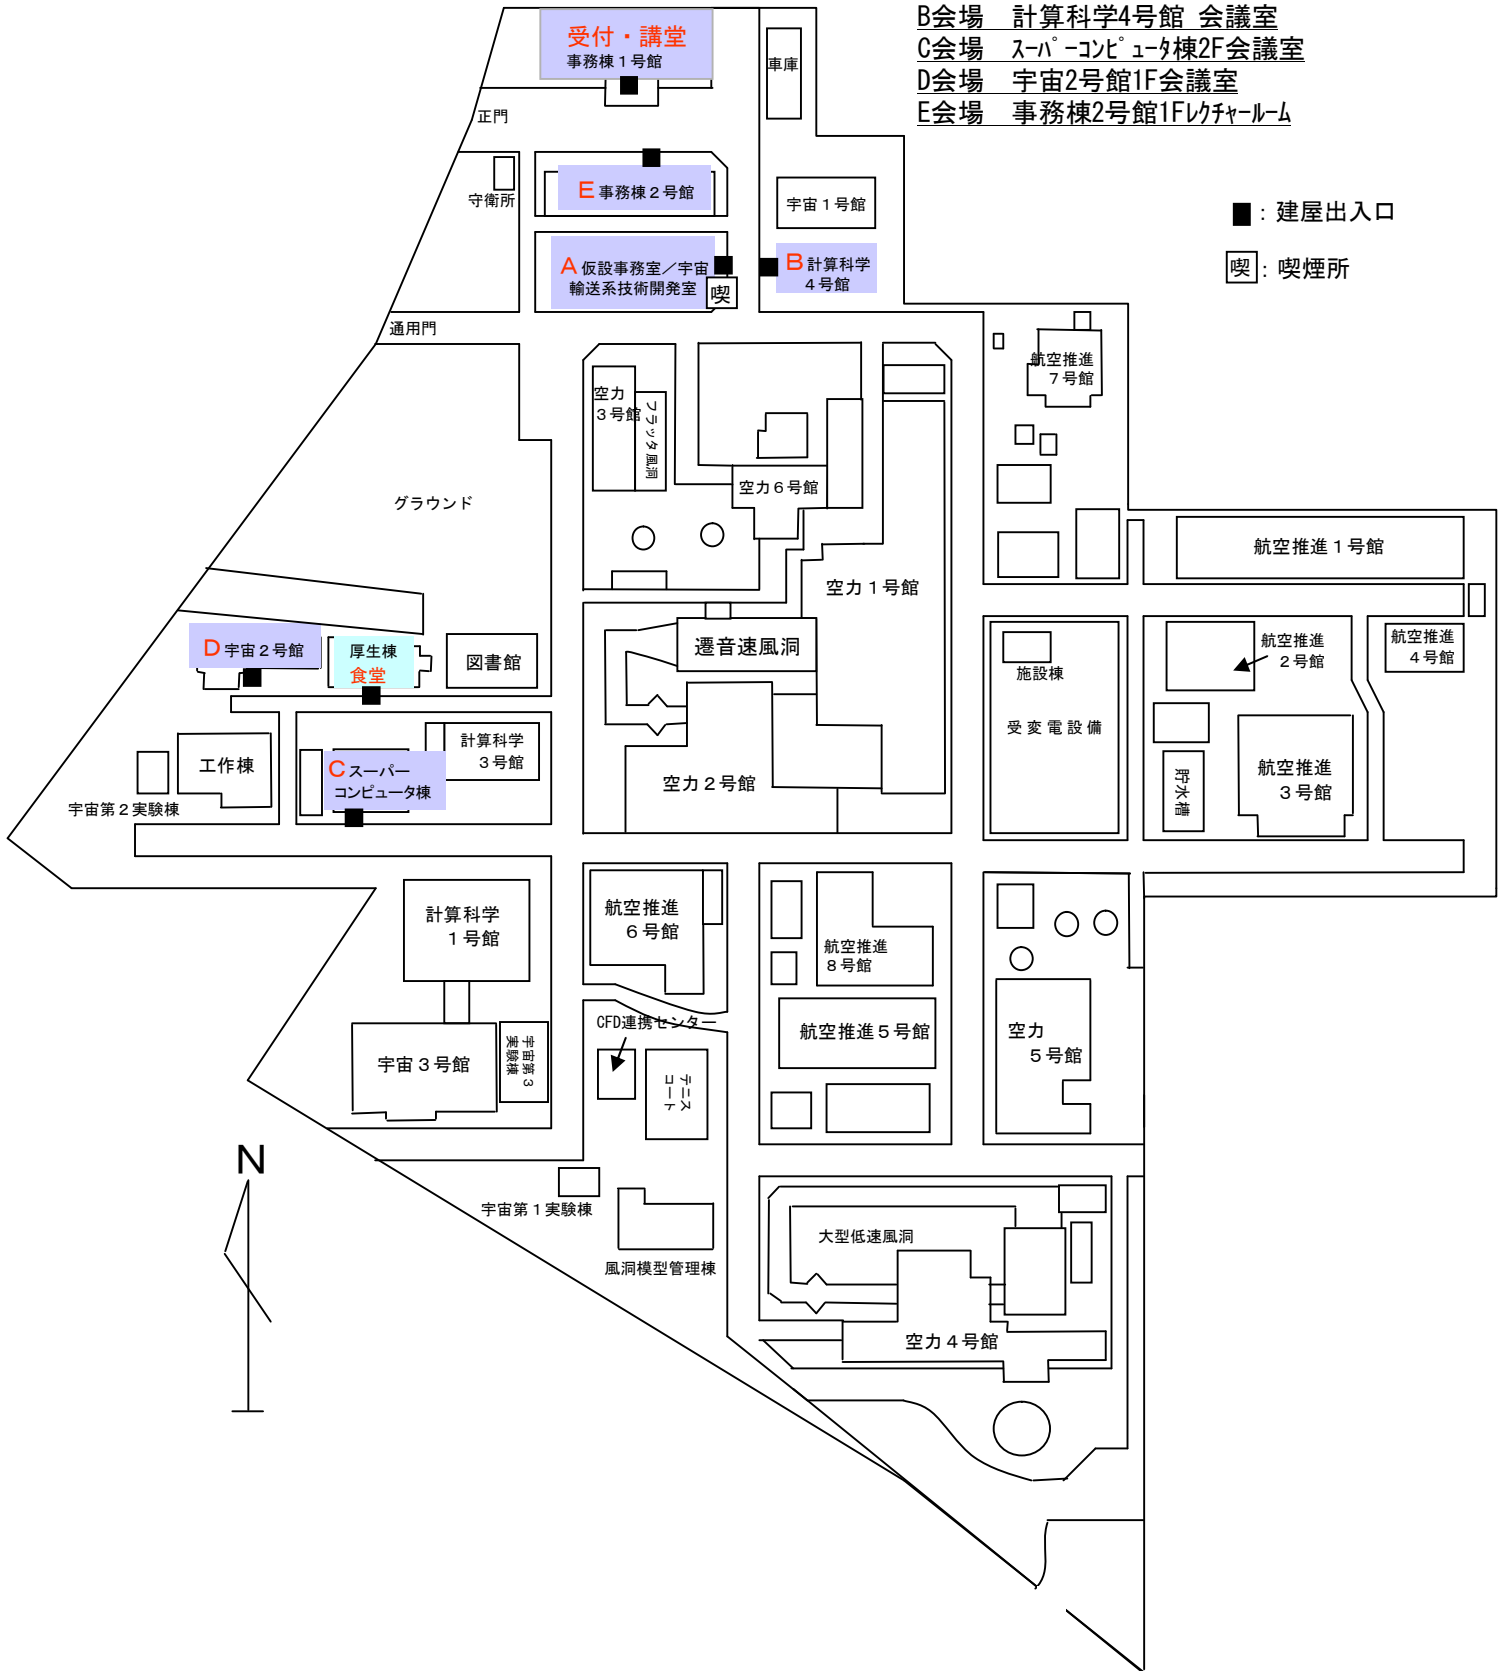 B会場　計算科学4号館 会議室
C会場　ｽｰﾊﾟｰｺﾝﾋﾟｭｰﾀ棟2F会議室
D会場　宇宙2号館1F会議室
E会場　事務棟2号館1Fﾚｸﾁｬｰﾙｰﾑ
受付・講堂
事務棟１号館
車庫
正門
守衛所
E 事務棟２号館
宇宙１号館
■：建屋出入口
喫：喫煙所
A 仮設事務室／宇宙
輸送系技術開発室
喫
B 計算科学
４号館
通用門
航空推進
７号館
空力
３号館
フラッタ風洞
空力６号館
グラウンド
航空推進１号館
空力１号館
遷音速風洞
D 宇宙２号館
厚生棟
食堂
図書館
施設棟
航空推進
２号館
航空推進
４号館
受変電設備
工作棟
宇宙第２実験棟
C スーパー
コンピュータ棟
計算科学
３号館
空力２号館
貯水槽
航空推進
３号館
計算科学
１号館
航空推進
６号館
航空推進
８号館
CFD連携センター
航空推進５号館
空力
５号館
宇宙３号館
宇宙第３
実験棟
テニス
コート
N
宇宙第１実験棟
風洞模型管理棟
大型低速風洞
空力４号館